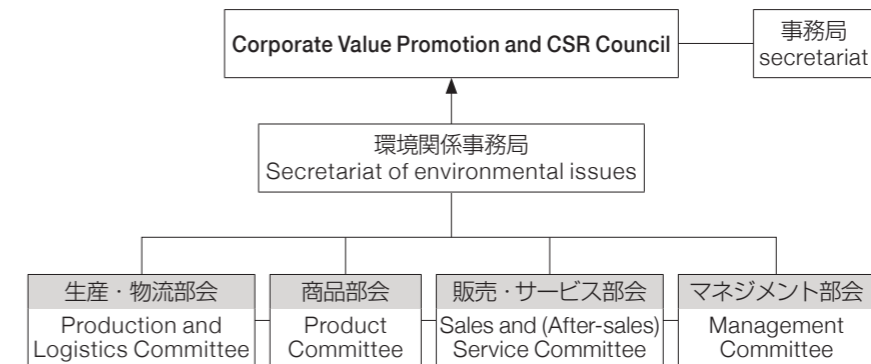 Corporate Value Promotion and CSR Council
事務局
secretariat
環境関係事務局
Secretariat of environmental issues
生産・物流部会
Production and
Logistics Committee
商品部会
Product
Committee
販売・サービス部会
Sales and (After-sales)
Service Committee
マネジメント部会
Management
Committee